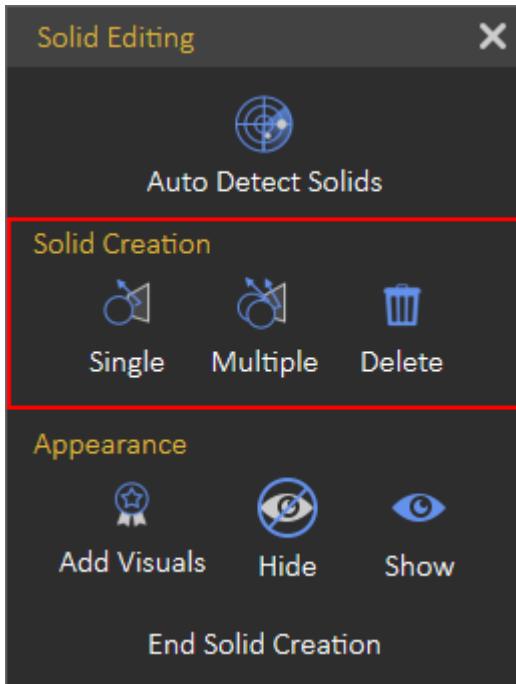 Solid Editing
Auto Detect Solids
Solid Creation
Single Multiple Delete
Appearance
Add Visuals Hide Show
End Solid Creation